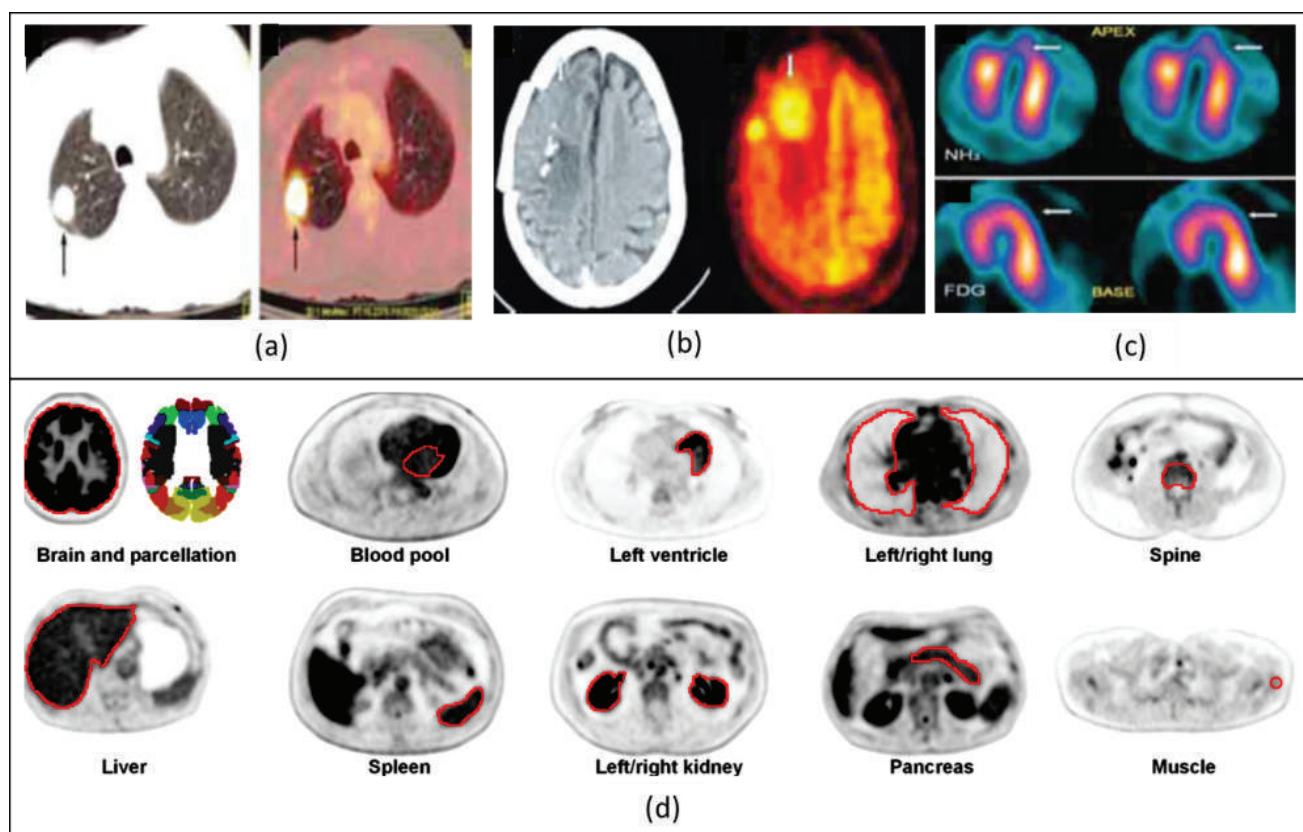 APEX
NH₃
FDG
BASE
(a)
(b)
(c)
Brain and parcellation
Blood pool
Left ventricle
Left/right lung
Spine
Liver
Spleen
Left/right kidney
Pancreas
Muscle
(d)